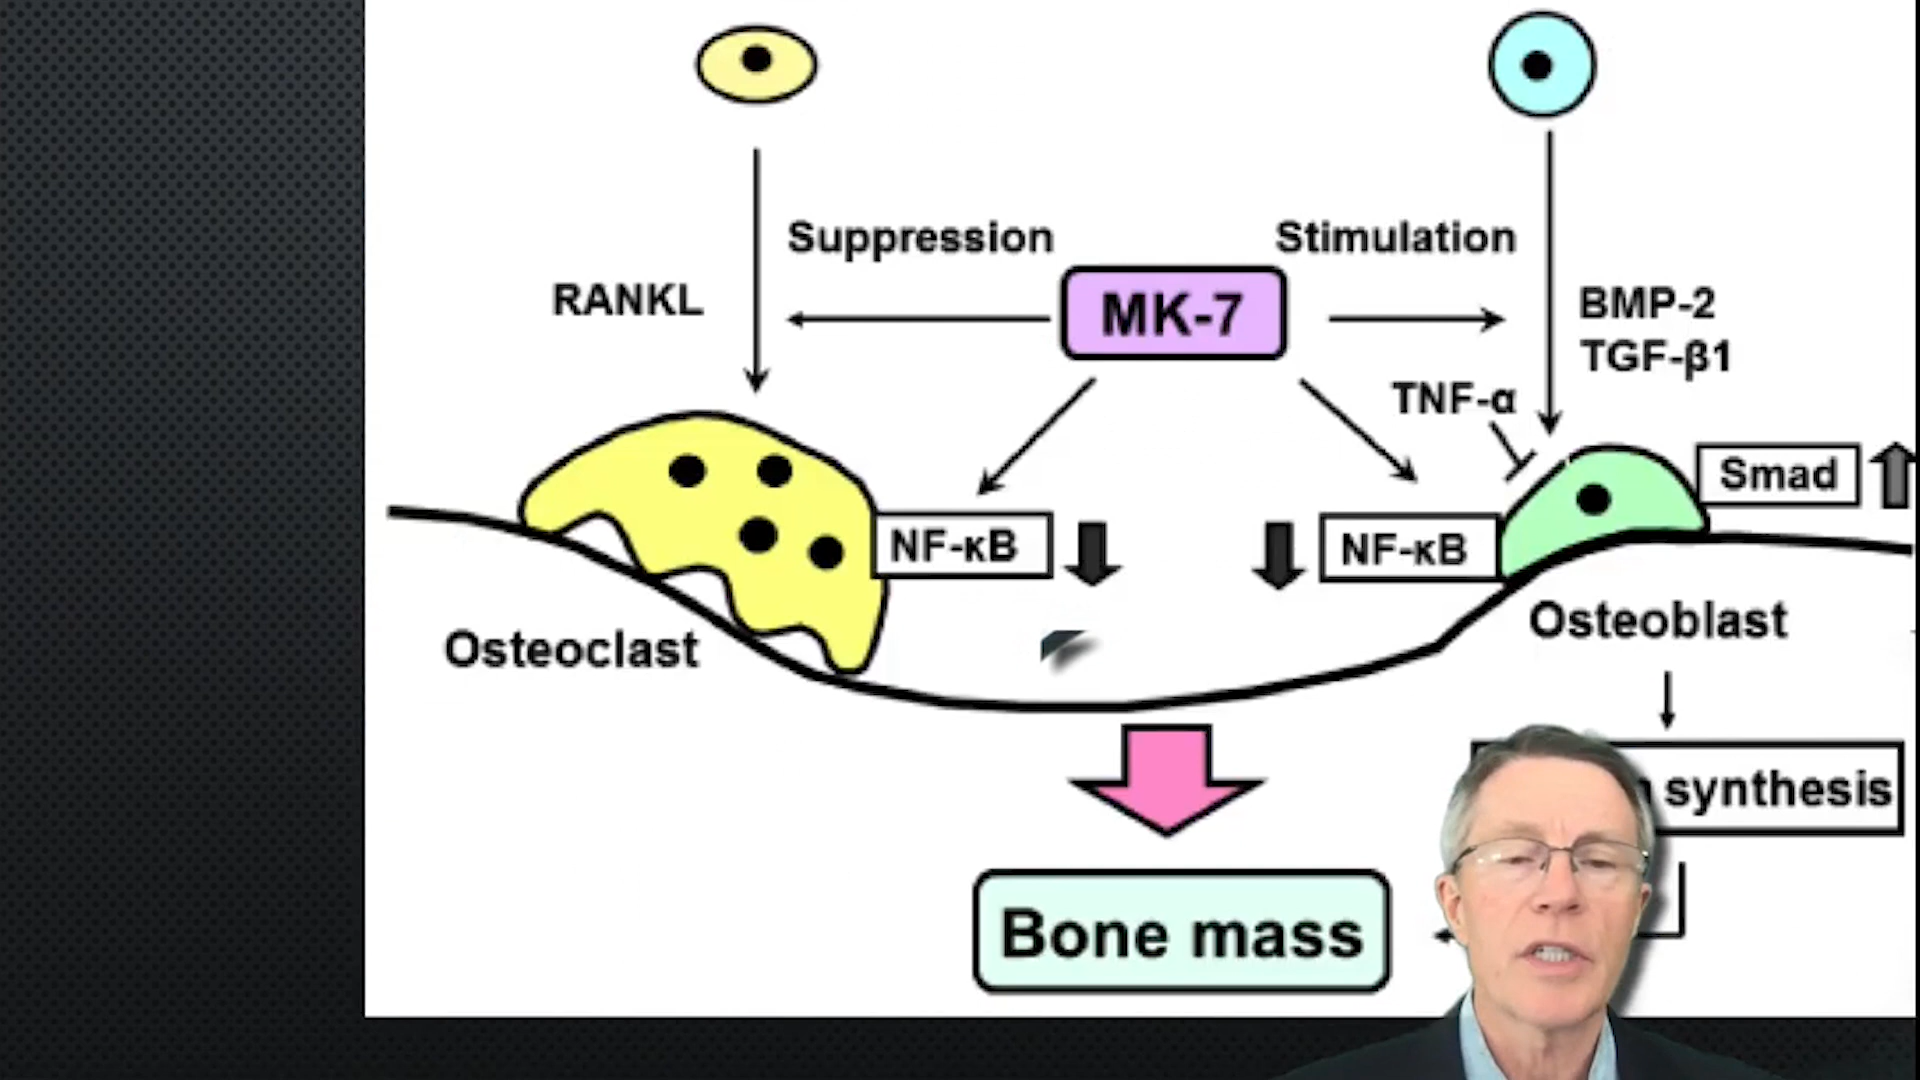 Suppression
Stimulation
RANKL
MK-7
BMP-2
TGF-β1
TNF-α
Smad
NF-κB
NF-κB
Osteoclast
Osteoblast
synthesis
Bone mass